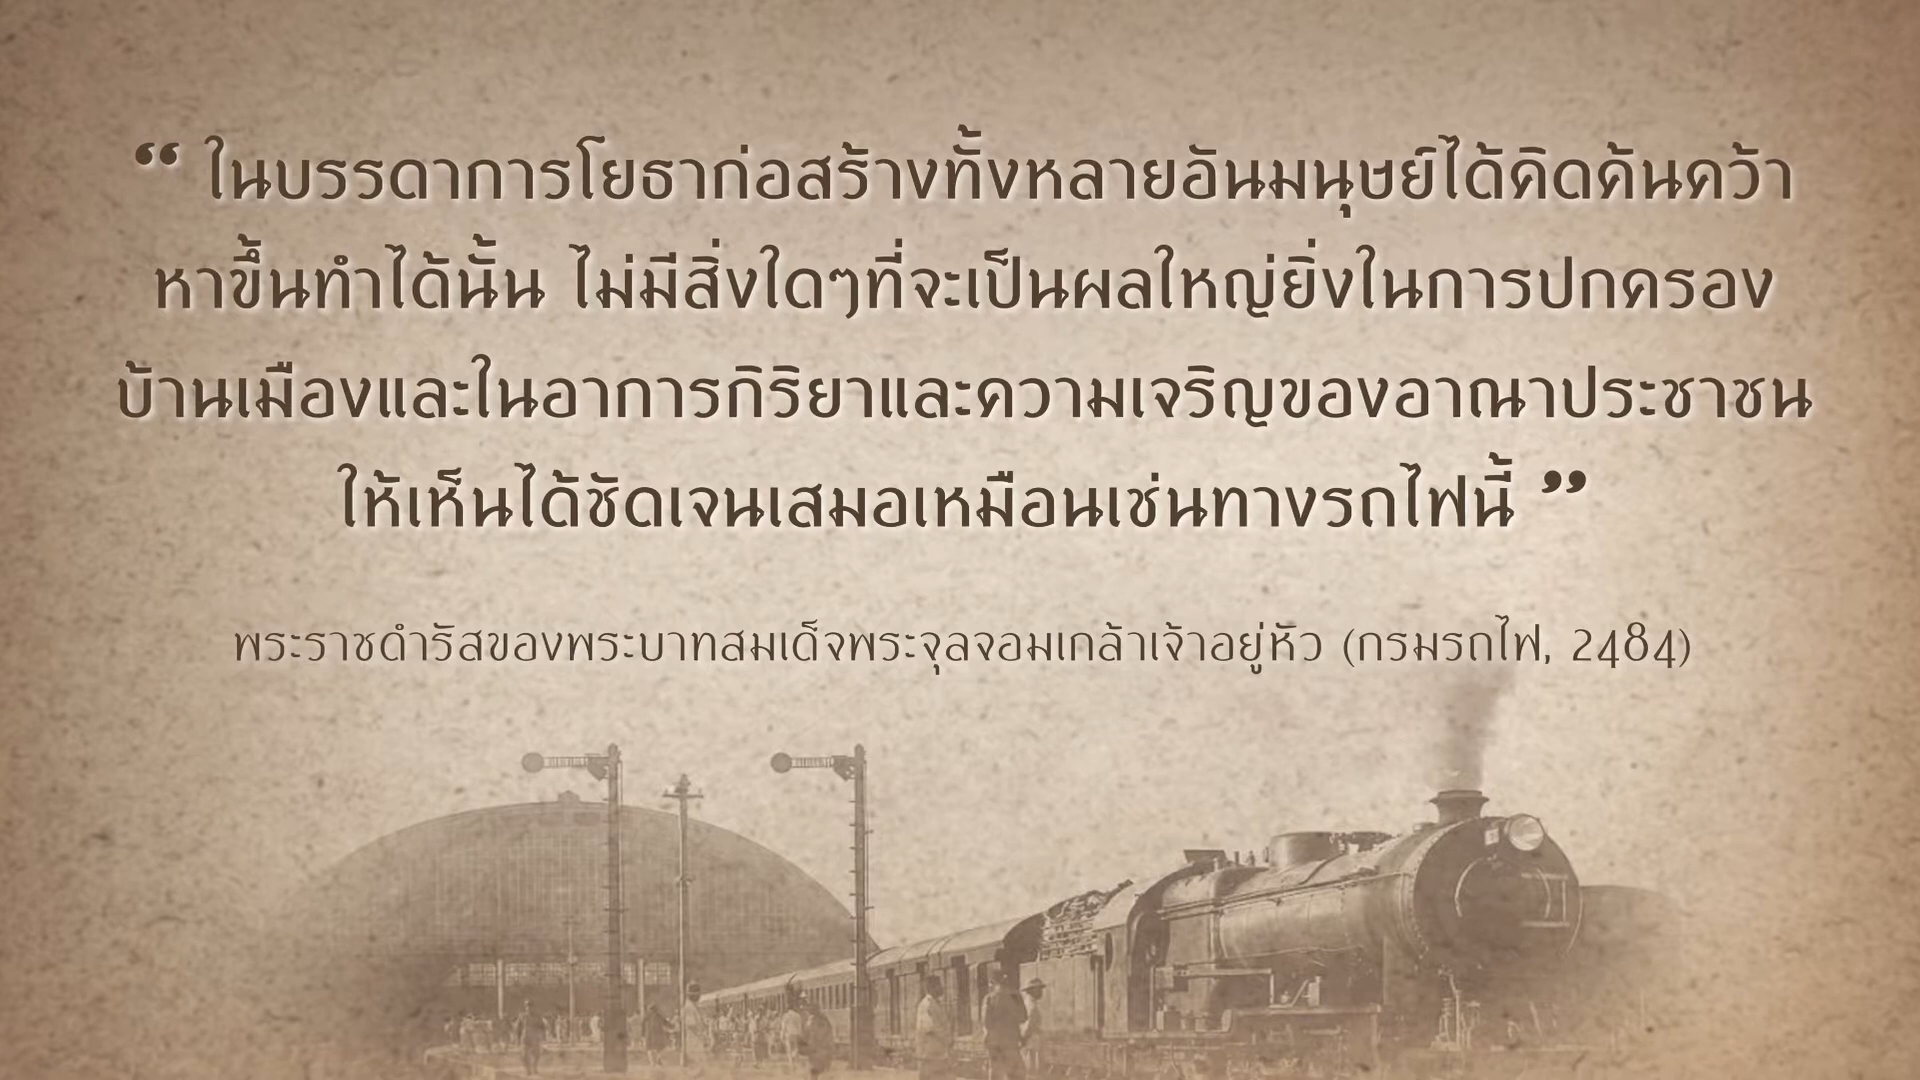 “ ในบรรดาการโยธาก่อสร้างทั้งหลายอันมนุษย์ได้คิดค้นคว้า
หาขึ้นทำได้นั้น ไม่มีสิ่งใดๆที่จะเป็นผลใหญ่ยิ่งในการปกครอง
บ้านเมืองและในอาการกิริยาและความเจริญของอาณาประชาชน
ให้เห็นได้ชัดเจนเสมอเหมือนเช่นทางรถไฟนี้ ”
พระราชดำรัสของพระบาทสมเด็จพระจุลจอมเกล้าเจ้าอยู่หัว (กรมรถไฟ, 2484)